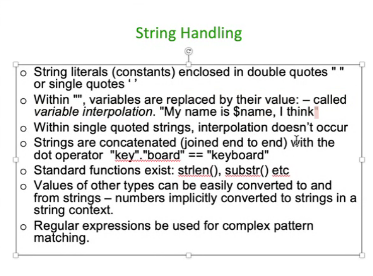 String Handling
o String literals (constants) enclosed in double quotes " "
or single quotes ‘ ’
o Within "", variables are replaced by their value: – called
variable interpolation. "My name is $name, I think"
o Within single quoted strings, interpolation doesn’t occur
o Strings are concatenated (joined end to end) with the
dot operator "key"."board" == "keyboard"
o Standard functions exist: strlen(), substr() etc
o Values of other types can be easily converted to and
from strings – numbers implicitly converted to strings in a
string context.
o Regular expressions be used for complex pattern
matching.